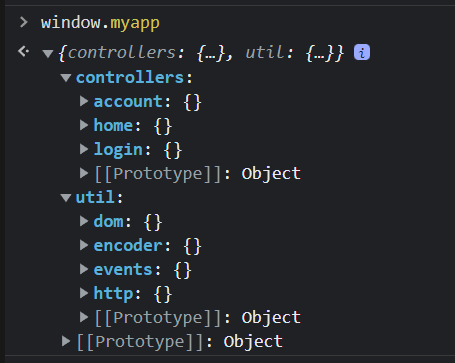 > window.myapp
<· ▼ {controllers: {…}, util: {…}} i
▼ controllers:
▶ account: {}
▶ home: {}
▶ login: {}
▶ [[Prototype]]: Object
▼ util:
▶ dom: {}
▶ encoder: {}
▶ events: {}
▶ http: {}
▶ [[Prototype]]: Object
▶ [[Prototype]]: Object